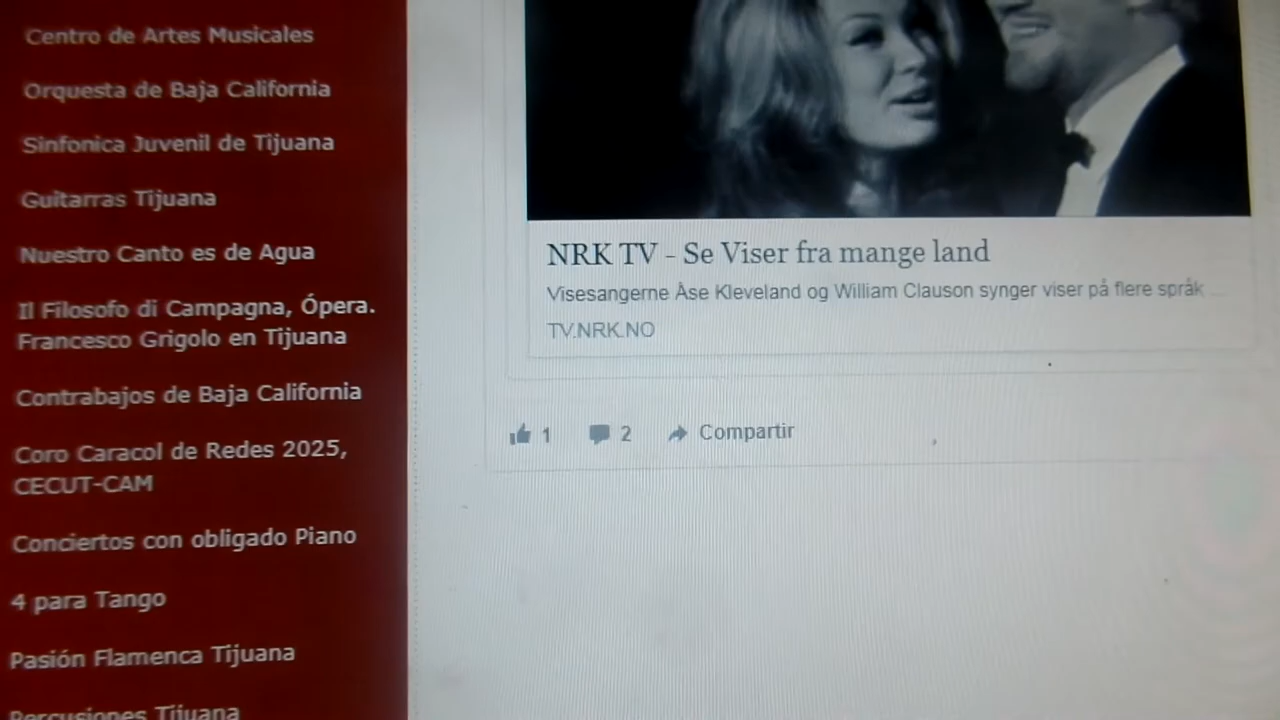 Centro de Artes Musicales
Orquesta de Baja California
Sinfonica Juvenil de Tijuana
Guitarras Tijuana
Nuestro Canto es de Agua
Il Filosofo di Campagna, Ópera.
Francesco Grigolo en Tijuana
Contrabajos de Baja California
Coro Caracol de Redes 2025,
CECUT-CAM
Conciertos con obligado Piano
4 para Tango
Pasión Flamenca Tijuana
Percusiones Tijuana
NRK TV - Se Viser fra mange land
Visesangerne Åse Kleveland og William Clauson synger viser på flere språk ...
TV.NRK.NO
1
2
Compartir